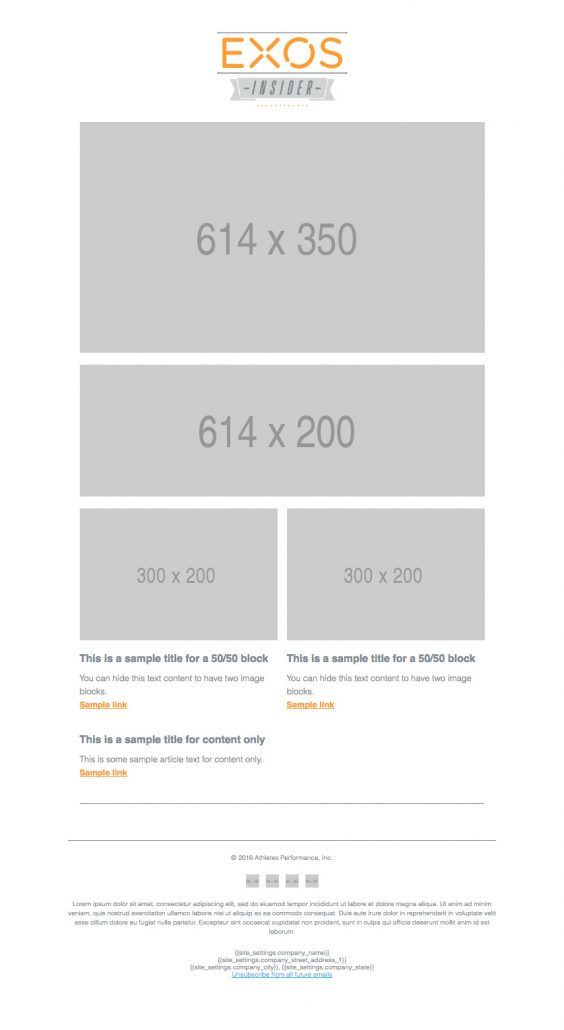 EXOS
-INSIDER-
614 x 350
614 x 200
300 x 200
300 x 200
This is a sample title for a 50/50 block
You can hide this text content to have two image
blocks.
Sample link
This is a sample title for a 50/50 block
You can hide this text content to have two image
blocks.
Sample link
This is a sample title for content only
This is some sample article text for content only.
Sample link
© 2016 Athletes Performance, Inc.
Lorem ipsum dolor sit amet, consectetur adipiscing elit, sed do eiusmod tempor incididunt ut labore et dolore magna aliqua. Ut enim ad minim
veniam, quis nostrud exercitation ullamco laboris nisi ut aliquip ex ea commodo consequat. Duis aute irure dolor in reprehenderit in voluptate velit
esse cillum dolore eu fugiat nulla pariatur. Excepteur sint occaecat cupidatat non proident, sunt in culpa qui officia deserunt mollit anim id est
laborum.
{{site_settings.company_name}}
{{site_settings.company_street_address_1}}
{{site_settings.company_city}}, {{site_settings.company_state}}
Unsubscribe from all future emails